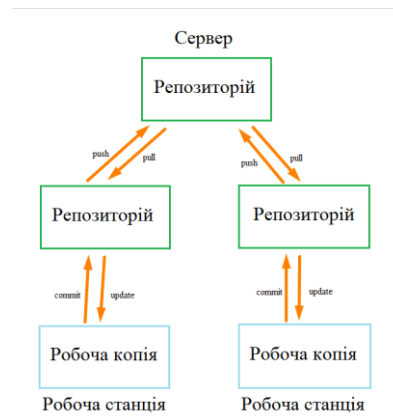 Сервер
Репозиторій
push
pull
push
pull
Репозиторій
Репозиторій
commit
update
commit
update
Робоча копія
Робоча копія
Робоча станція
Робоча станція